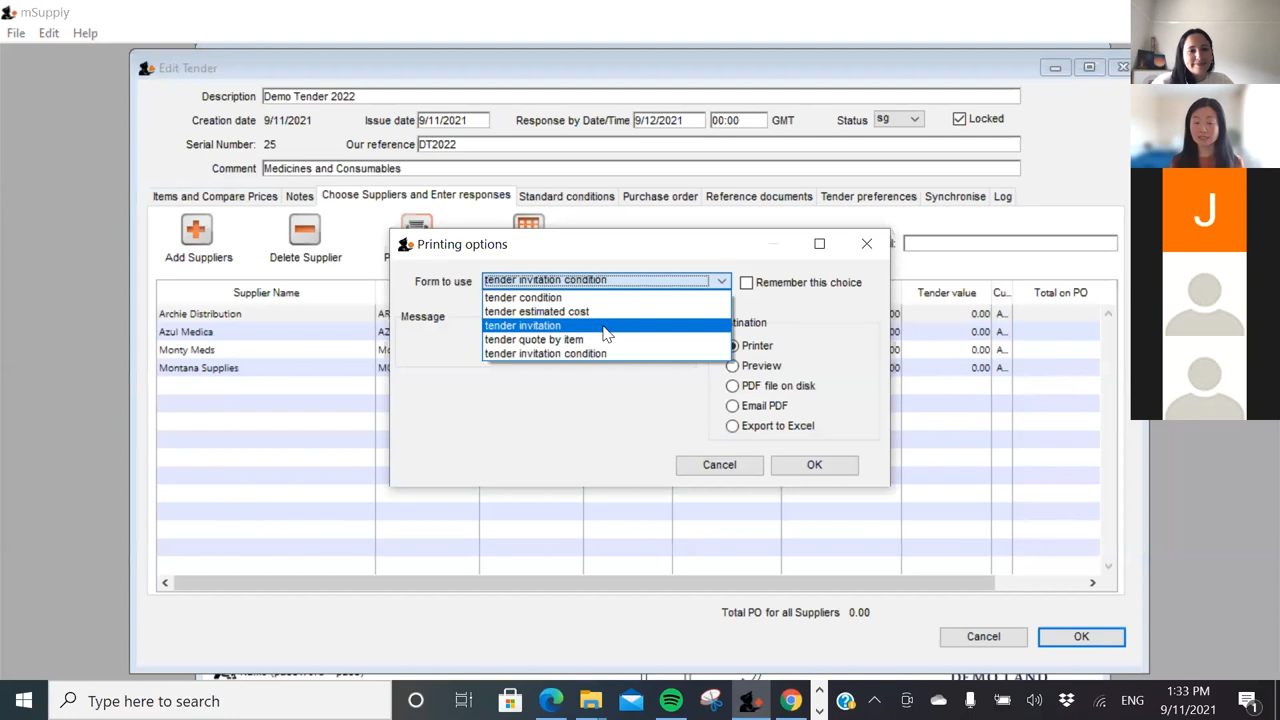 mSupply
File Edit Help
Edit Tender
Description Demo Tender 2022
Creation date 9/11/2021 Issue date 9/11/2021 Response by Date/Time 9/12/2021 00:00 GMT Status sg Locked
Serial Number: 25 Our reference DT2022
Comment Medicines and Consumables
Items and Compare Prices Notes Choose Suppliers and Enter responses Standard conditions Purchase order Reference documents Tender preferences Synchronise Log
Add Suppliers Delete Supplier
Printing options
Form to use tender invitation condition Remember this choice
tender condition
tender estimated cost
tender invitation
tender quote by item
tender invitation condition
Message
Printer
Preview
PDF file on disk
Email PDF
Export to Excel
Cancel OK
Supplier Name Tender value Cu... Total on PO
Archie Distribution AR 0.00 A...
Azul Medica 0.00 A...
Monty Meds 0.00 A...
Montana Supplies 0.00 A...
Total PO for all Suppliers 0.00
Cancel OK
J
Type here to search
ENG
1:33 PM
9/11/2021
1